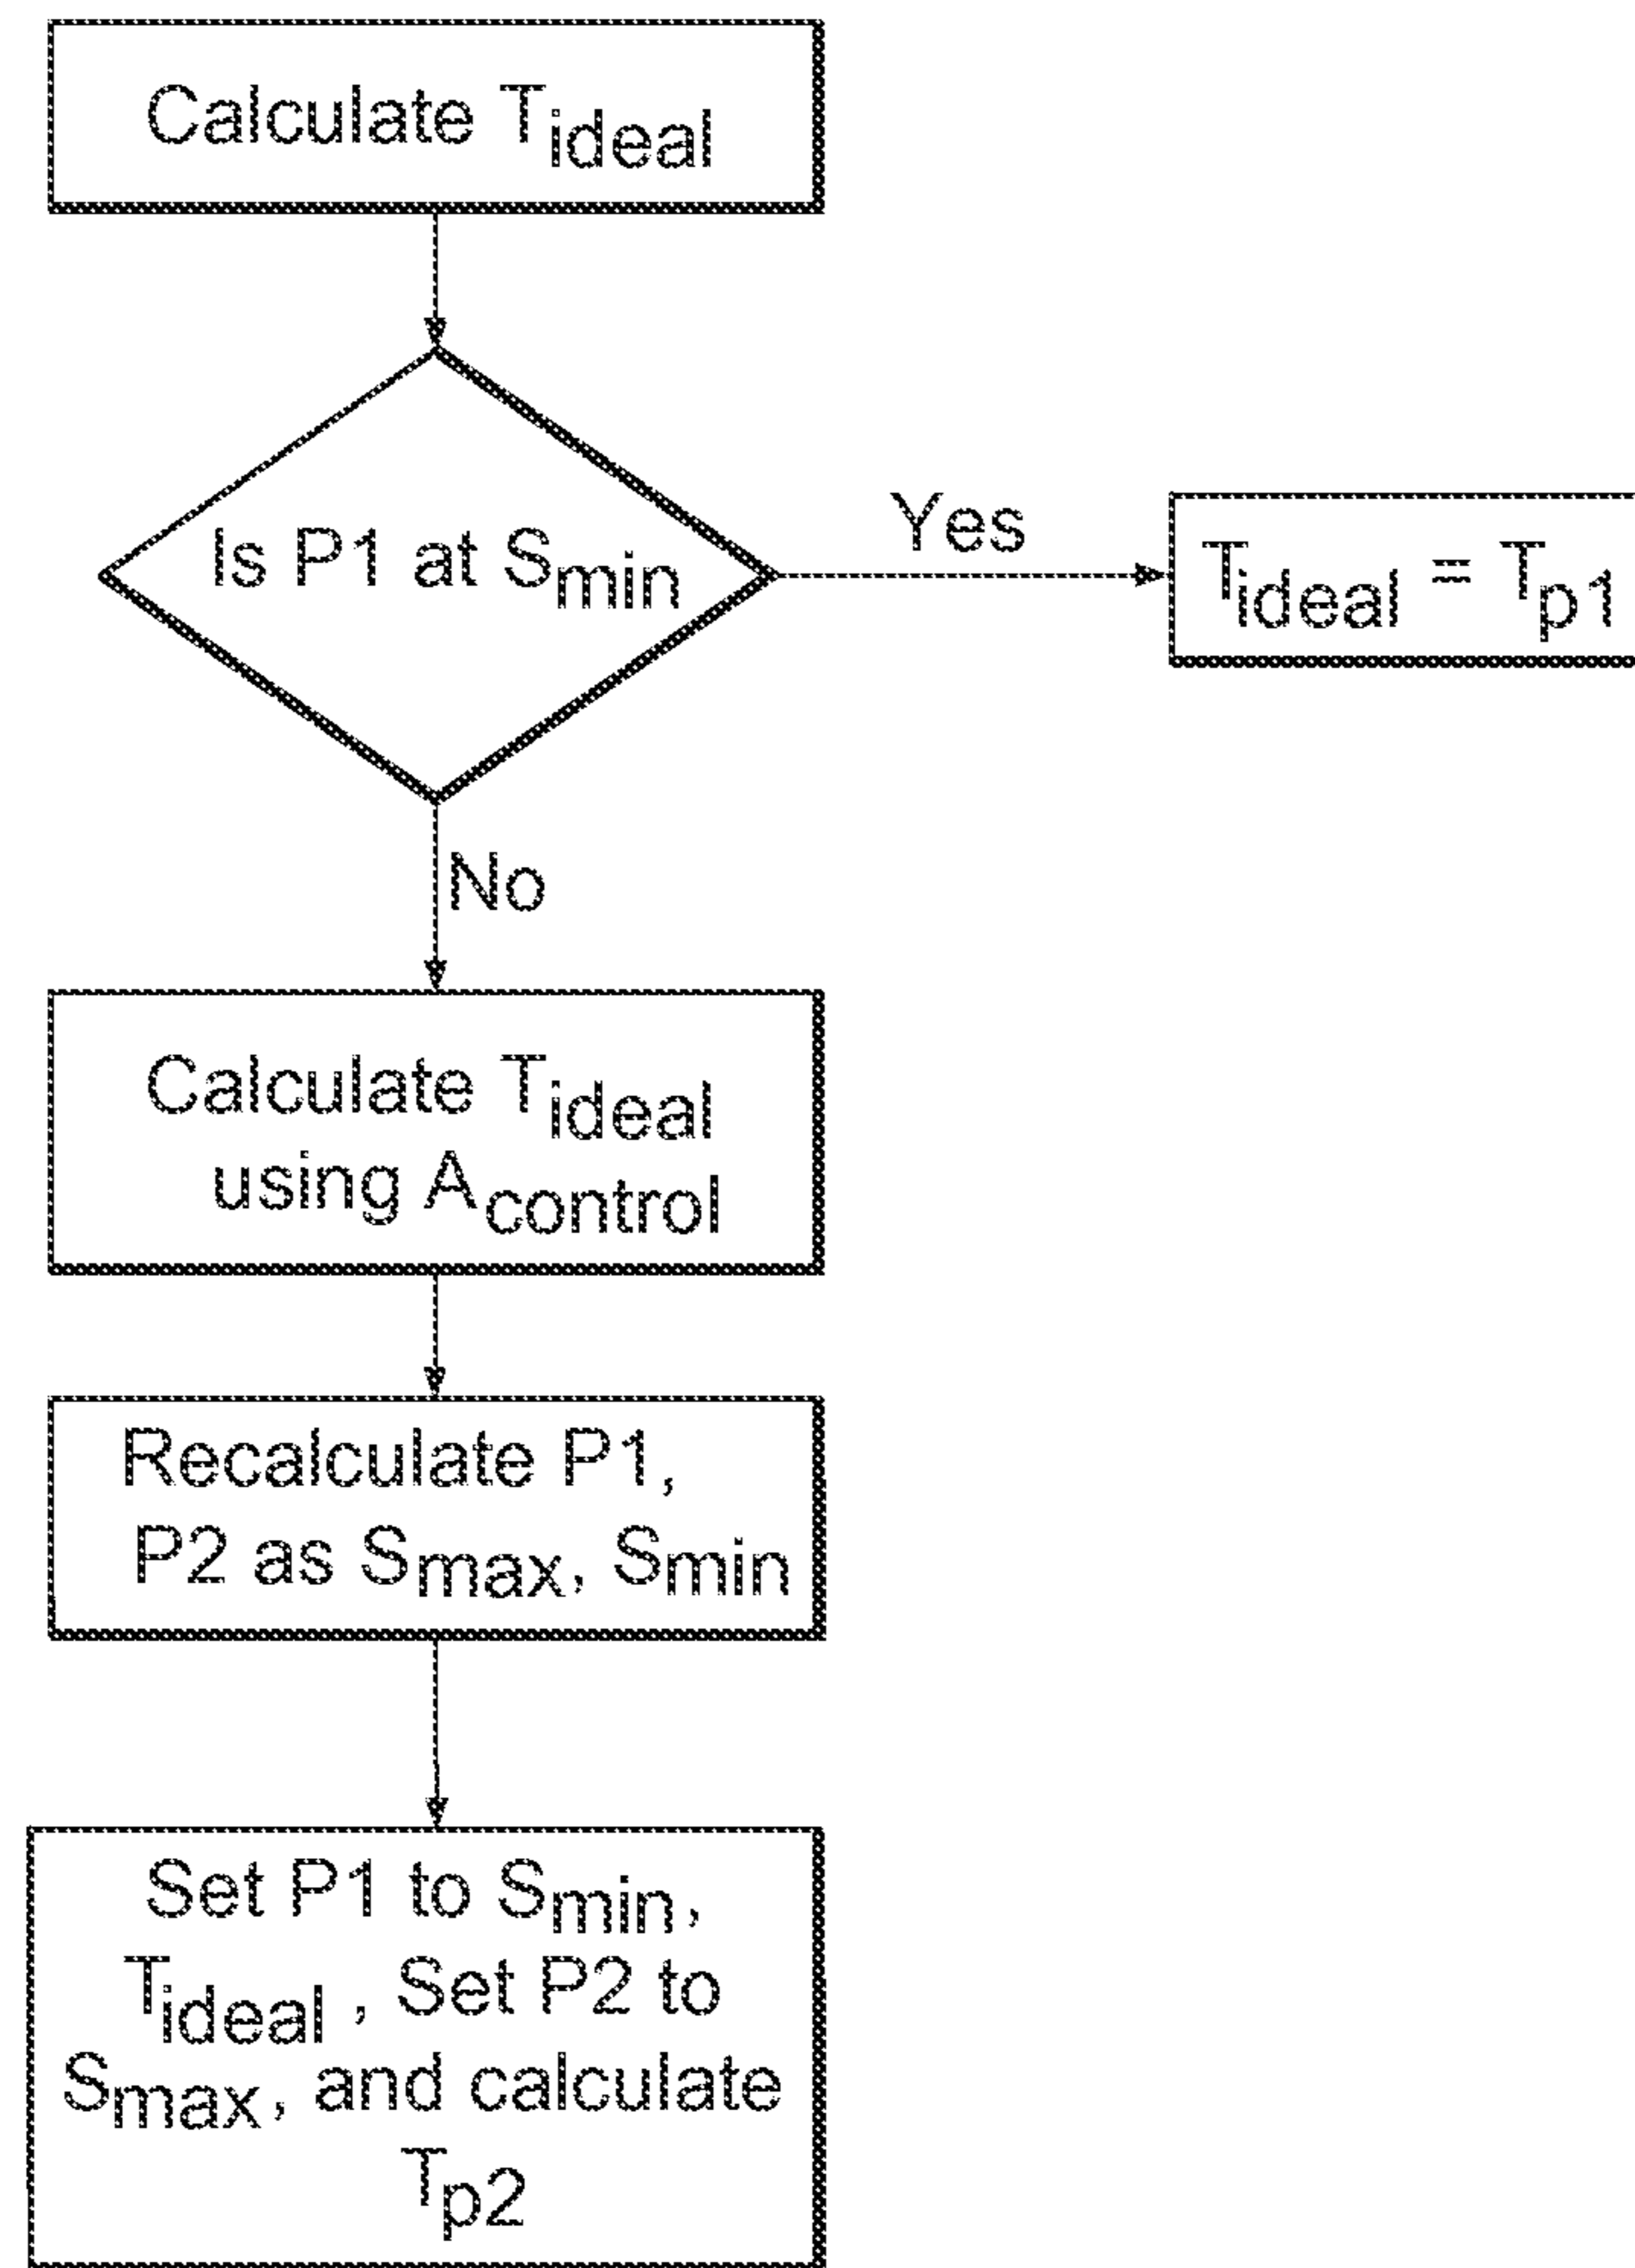 Calculate Tideal
Is P1 at Smin
Yes
Tideal = Tp1
No
Calculate Tideal
using Acontrol
Recalculate P1,
P2 as Smax, Smin
Set P1 to Smin,
Tideal , Set P2 to
Smax, and calculate
Tp2